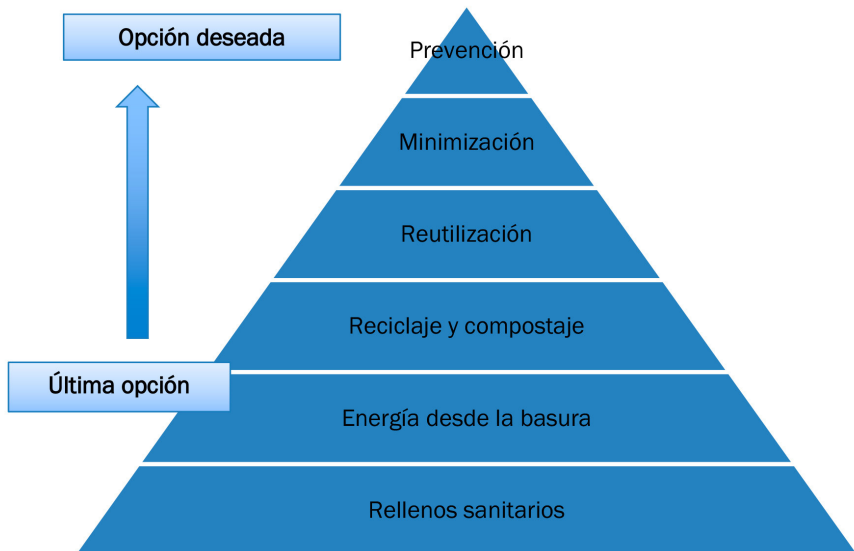 Opción deseada
Prevención
Minimización
Reutilización
Reciclaje y compostaje
Última opción
Energía desde la basura
Rellenos sanitarios